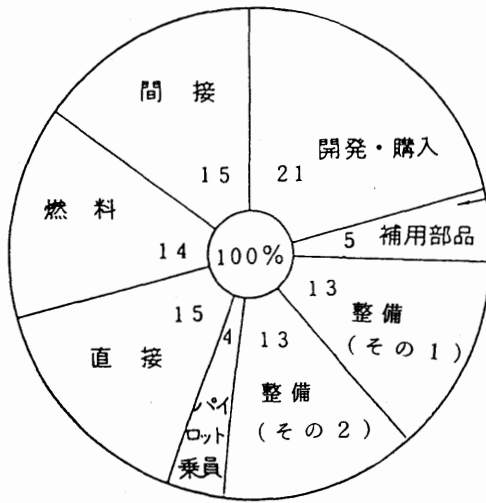 間接
15
開発・購入
21
補用部品
5
整備
(その1)
13
整備
(その2)
13
パイ
ロット
乗員
4
直接
15
燃料
14
100%